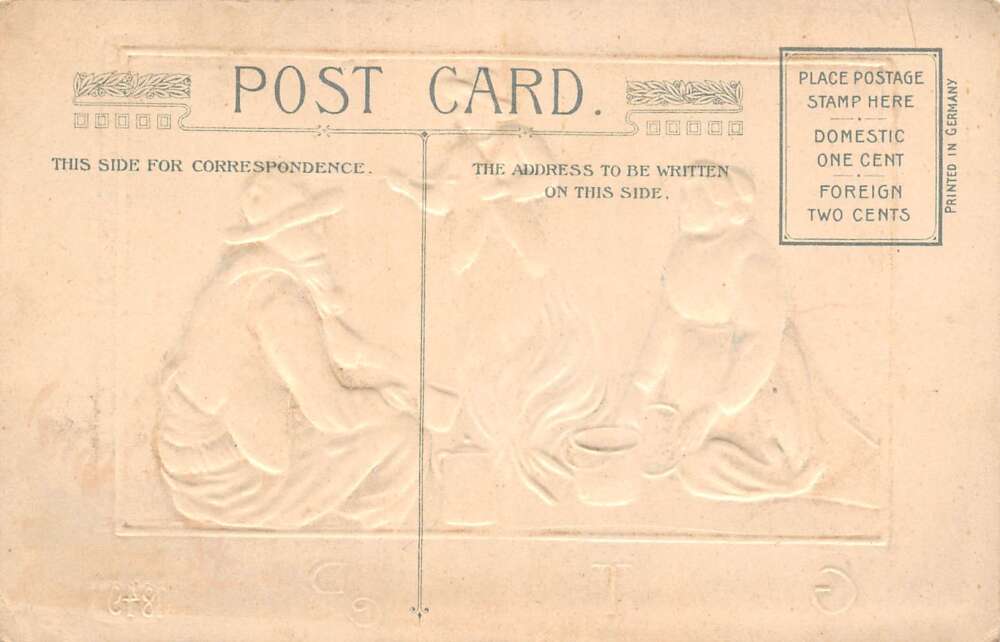 POST CARD.
THIS SIDE FOR CORRESPONDENCE.
THE ADDRESS TO BE WRITTEN
ON THIS SIDE.
PLACE POSTAGE
STAMP HERE
DOMESTIC
ONE CENT
FOREIGN
TWO CENTS
PRINTED IN GERMANY